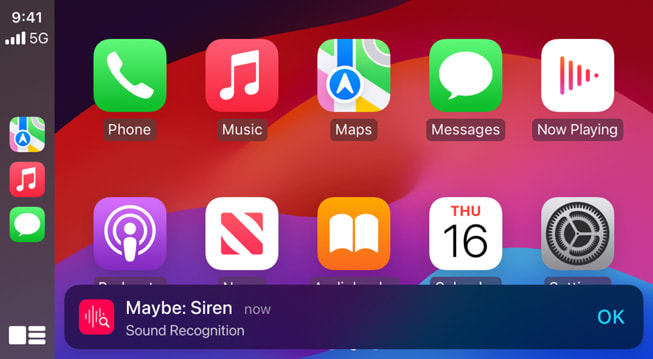 9:41
5G
Phone
Music
Maps
Messages
Now Playing
THU
16
Maybe: Siren now
Sound Recognition
OK